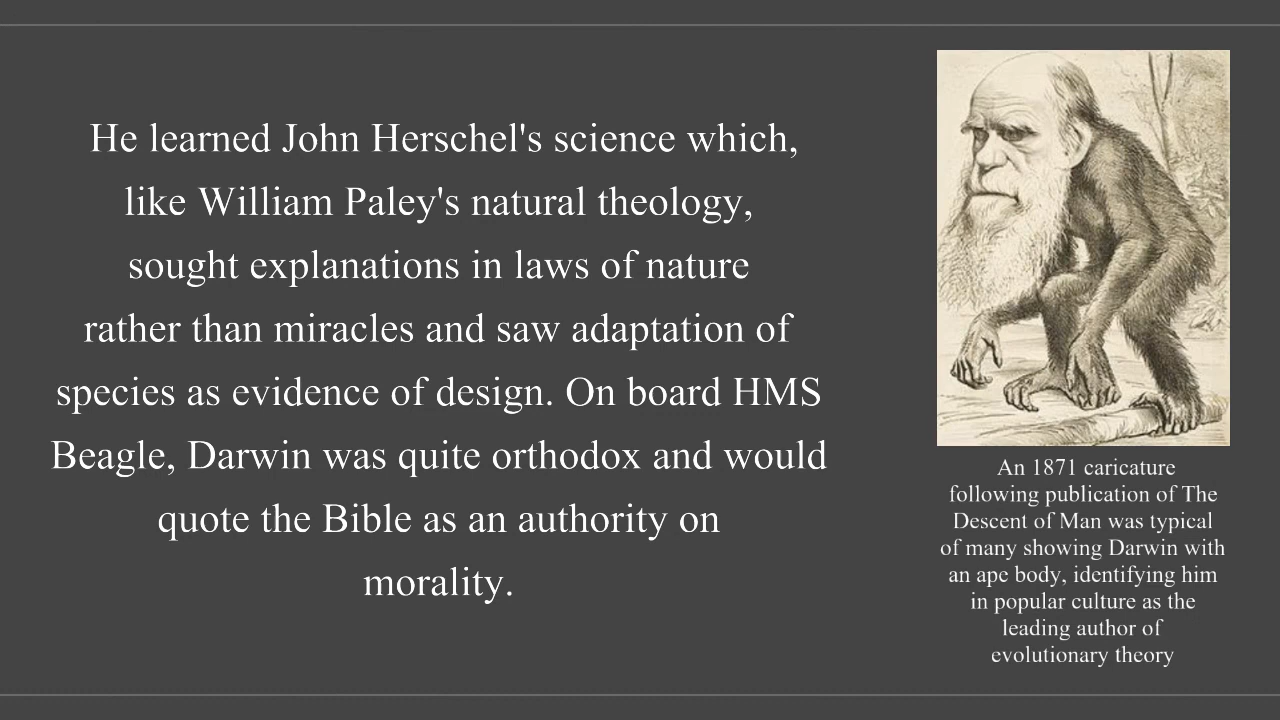 He learned John Herschel's science which,
like William Paley's natural theology,
sought explanations in laws of nature
rather than miracles and saw adaptation of
species as evidence of design. On board HMS
Beagle, Darwin was quite orthodox and would
quote the Bible as an authority on
morality.
An 1871 caricature
following publication of The
Descent of Man was typical
of many showing Darwin with
an ape body, identifying him
in popular culture as the
leading author of
evolutionary theory